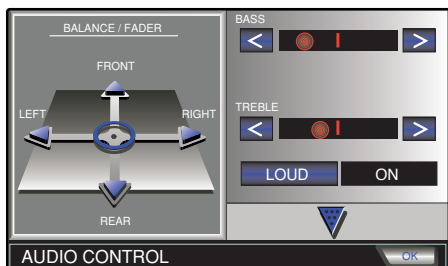 BALANCE / FADER
FRONT
LEFT
RIGHT
REAR
BASS
TREBLE
LOUD
ON
AUDIO CONTROL
OK